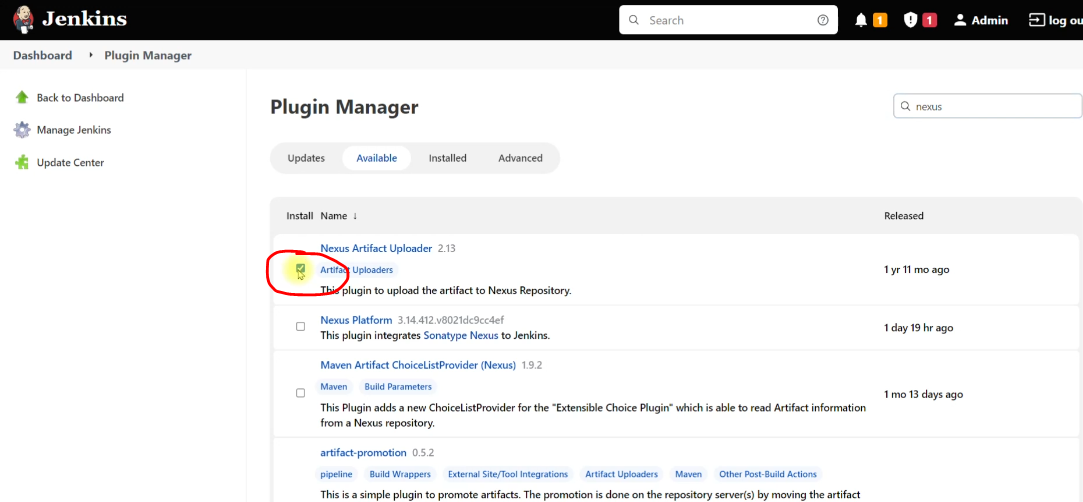 Jenkins
Search
1
1
Admin
log ou
Dashboard
Plugin Manager
Back to Dashboard
Manage Jenkins
Update Center
Plugin Manager
nexus
Updates
Available
Installed
Advanced
Install Name ↓ Released
Nexus Artifact Uploader 2.13
Artifact Uploaders
This plugin to upload the artifact to Nexus Repository.
1 yr 11 mo ago
Nexus Platform 3.14.412.v8021dc9cc4ef
This plugin integrates Sonatype Nexus to Jenkins.
1 day 19 hr ago
Maven Artifact ChoiceListProvider (Nexus) 1.9.2
Maven Build Parameters
This Plugin adds a new ChoiceListProvider for the "Extensible Choice Plugin" which is able to read Artifact information
from a Nexus repository.
1 mo 13 days ago
artifact-promotion 0.5.2
pipeline Build Wrappers External Site/Tool Integrations Artifact Uploaders Maven Other Post-Build Actions
This is a simple plugin to promote artifacts. The promotion is done on the repository server(s) by moving the artifact